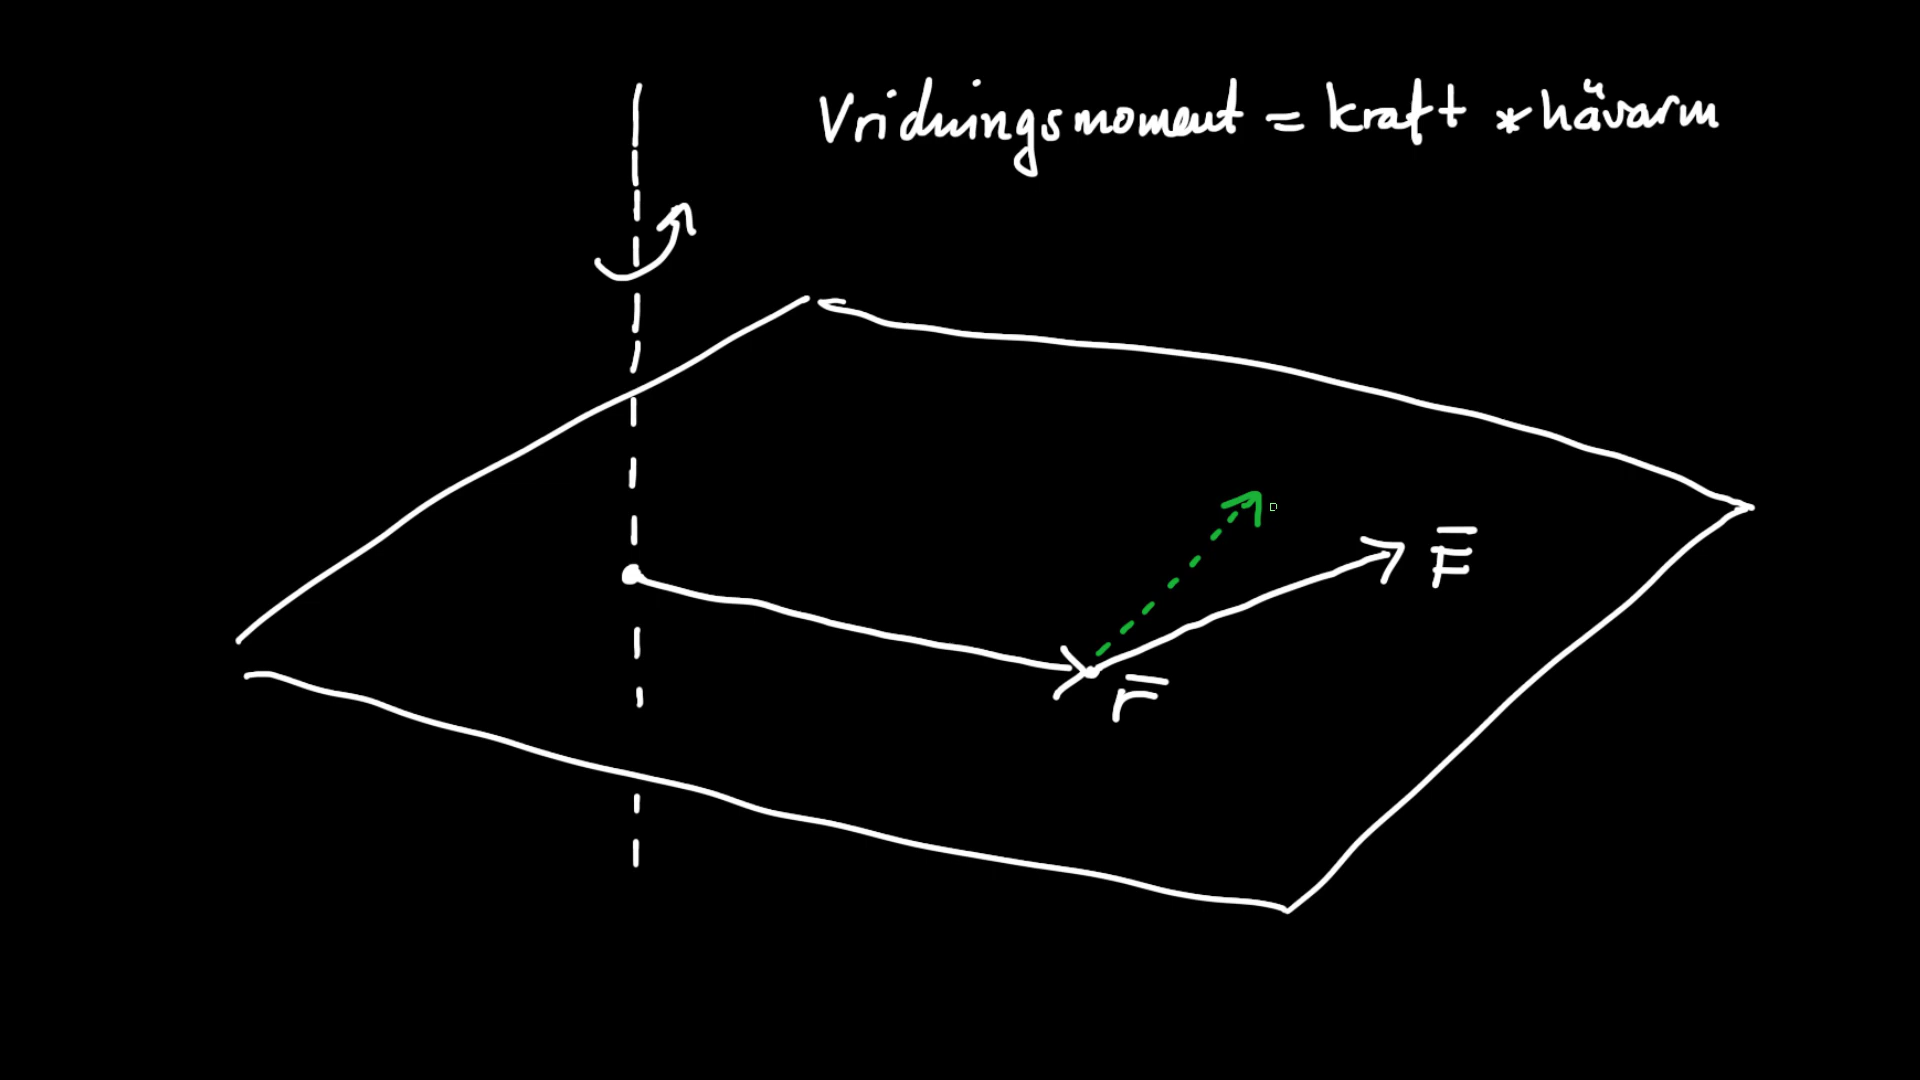 Vridningsmoment = kraft * hävarm
F̅
r̅